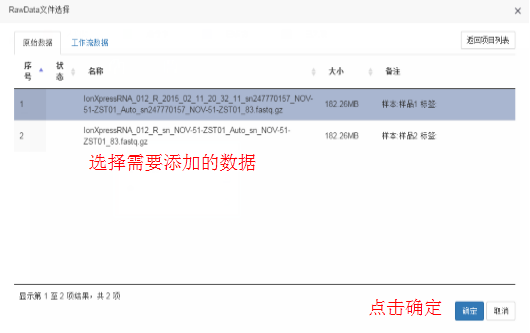 RawData文件选择
×
原始数据 工作流数据 返回项目列表
序号 状态 名称 大小 备注
1 IonXpressRNA_012_R_2015_02_11_20_32_11_sn247770157_NOV-
51-ZST01_Auto_sn247770157_NOV-51-ZST01_83.fastq.gz 182.26MB 样本:样品1 标签:
2 IonXpressRNA_012_R_sn_NOV-51-ZST01_Auto_sn_NOV-51-
ZST01_83.fastq.gz 182.26MB 样本:样品2 标签:
选择需要添加的数据
显示第 1 至 2 项结果，共 2 项
点击确定
确定 取消